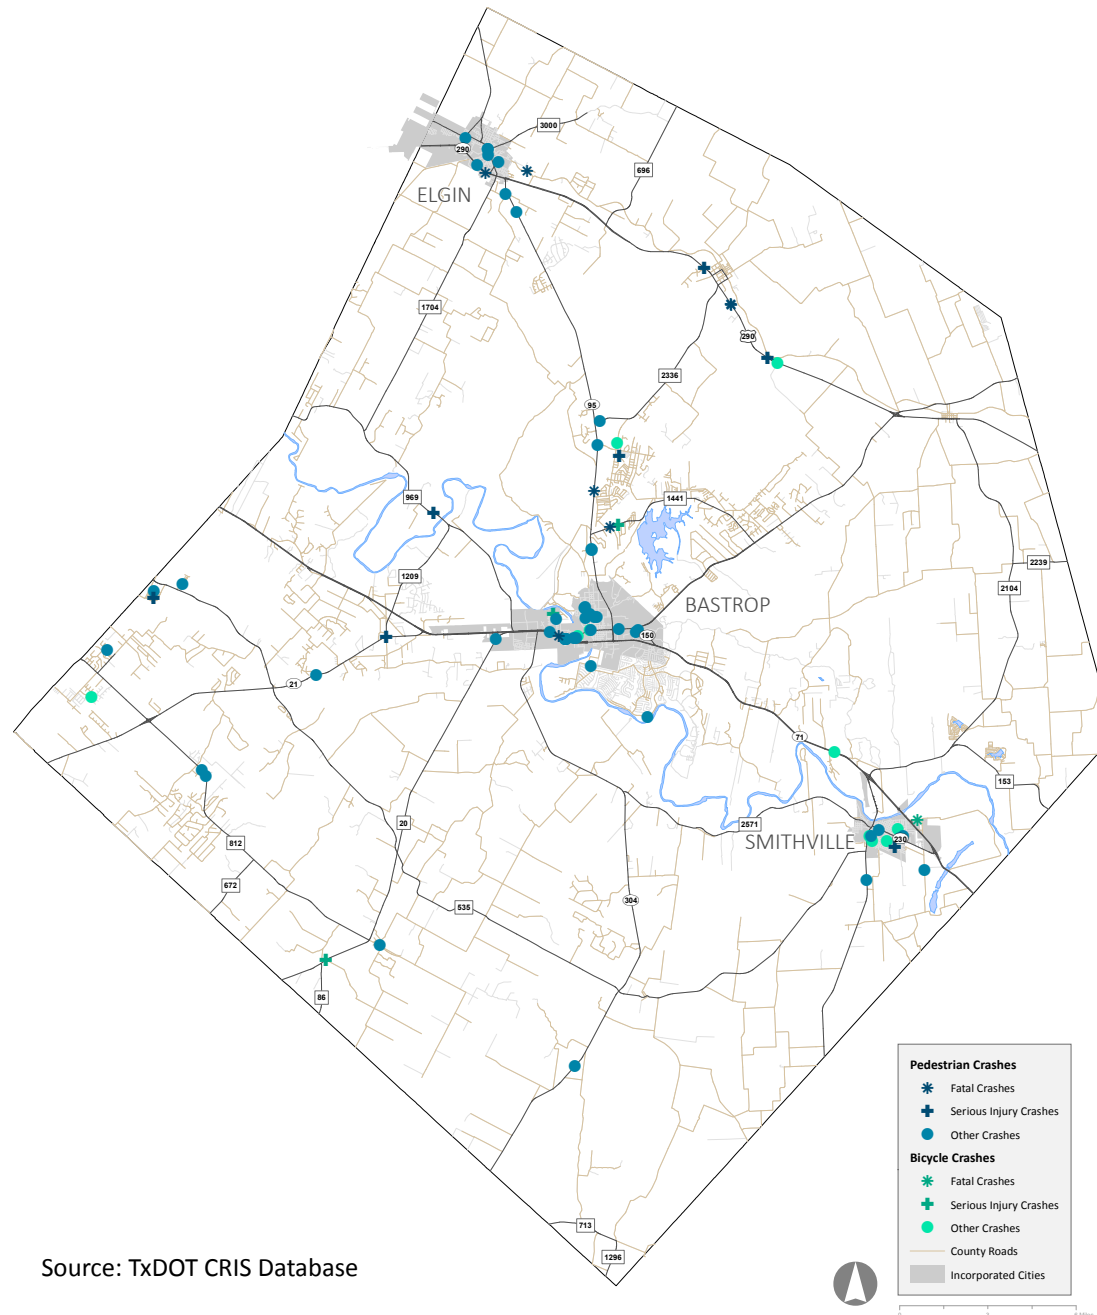 3000
290
696
ELGIN
1704
290
2336
95
969
1441
2239
1209
2104
BASTROP
150
21
71
153
20
2571
812
SMITHVILLE
230
672
304
535
86
713
1296
Pedestrian Crashes
Fatal Crashes
Serious Injury Crashes
Other Crashes
Bicycle Crashes
Fatal Crashes
Serious Injury Crashes
Other Crashes
County Roads
Incorporated Cities
Source: TxDOT CRIS Database